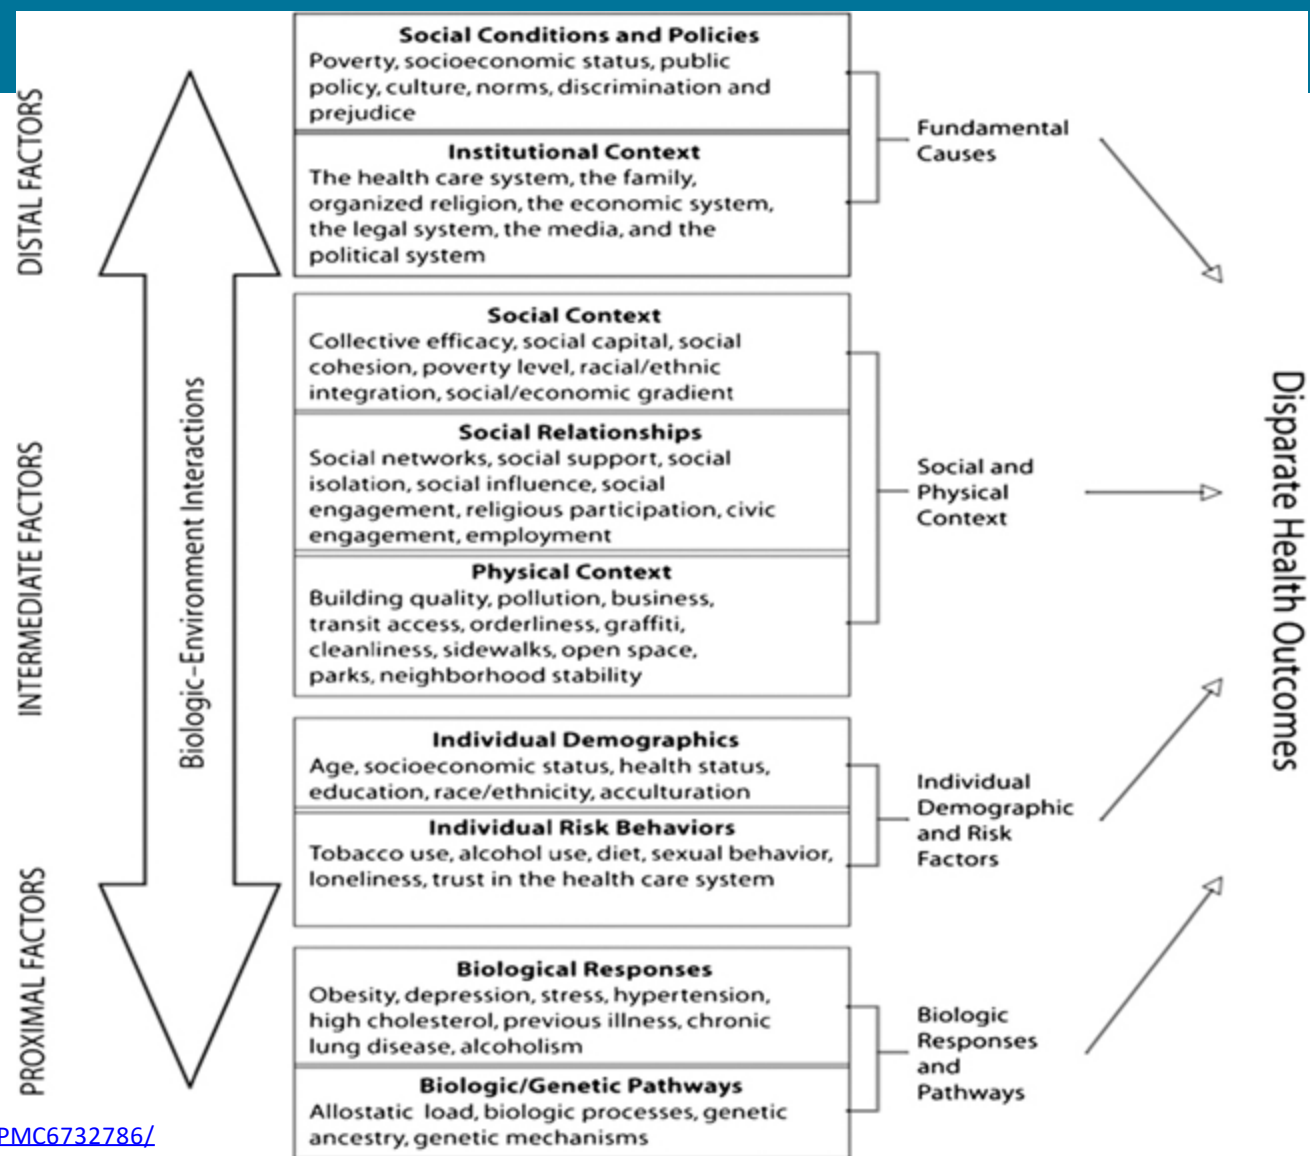 DISTAL FACTORS
INTERMEDIATE FACTORS
PROXIMAL FACTORS
Biologic–Environment Interactions
Social Conditions and Policies
Poverty, socioeconomic status, public
policy, culture, norms, discrimination and
prejudice
Institutional Context
The health care system, the family,
organized religion, the economic system,
the legal system, the media, and the
political system
Fundamental
Causes
Social Context
Collective efficacy, social capital, social
cohesion, poverty level, racial/ethnic
integration, social/economic gradient
Social Relationships
Social networks, social support, social
isolation, social influence, social
engagement, religious participation, civic
engagement, employment
Physical Context
Building quality, pollution, business,
transit access, orderliness, graffiti,
cleanliness, sidewalks, open space,
parks, neighborhood stability
Social and
Physical
Context
Individual Demographics
Age, socioeconomic status, health status,
education, race/ethnicity, acculturation
Individual Risk Behaviors
Tobacco use, alcohol use, diet, sexual behavior,
loneliness, trust in the health care system
Individual
Demographic
and Risk
Factors
Biological Responses
Obesity, depression, stress, hypertension,
high cholesterol, previous illness, chronic
lung disease, alcoholism
Biologic/Genetic Pathways
Allostatic load, biologic processes, genetic
ancestry, genetic mechanisms
Biologic
Responses
and
Pathways
Disparate Health Outcomes
PMC6732786/